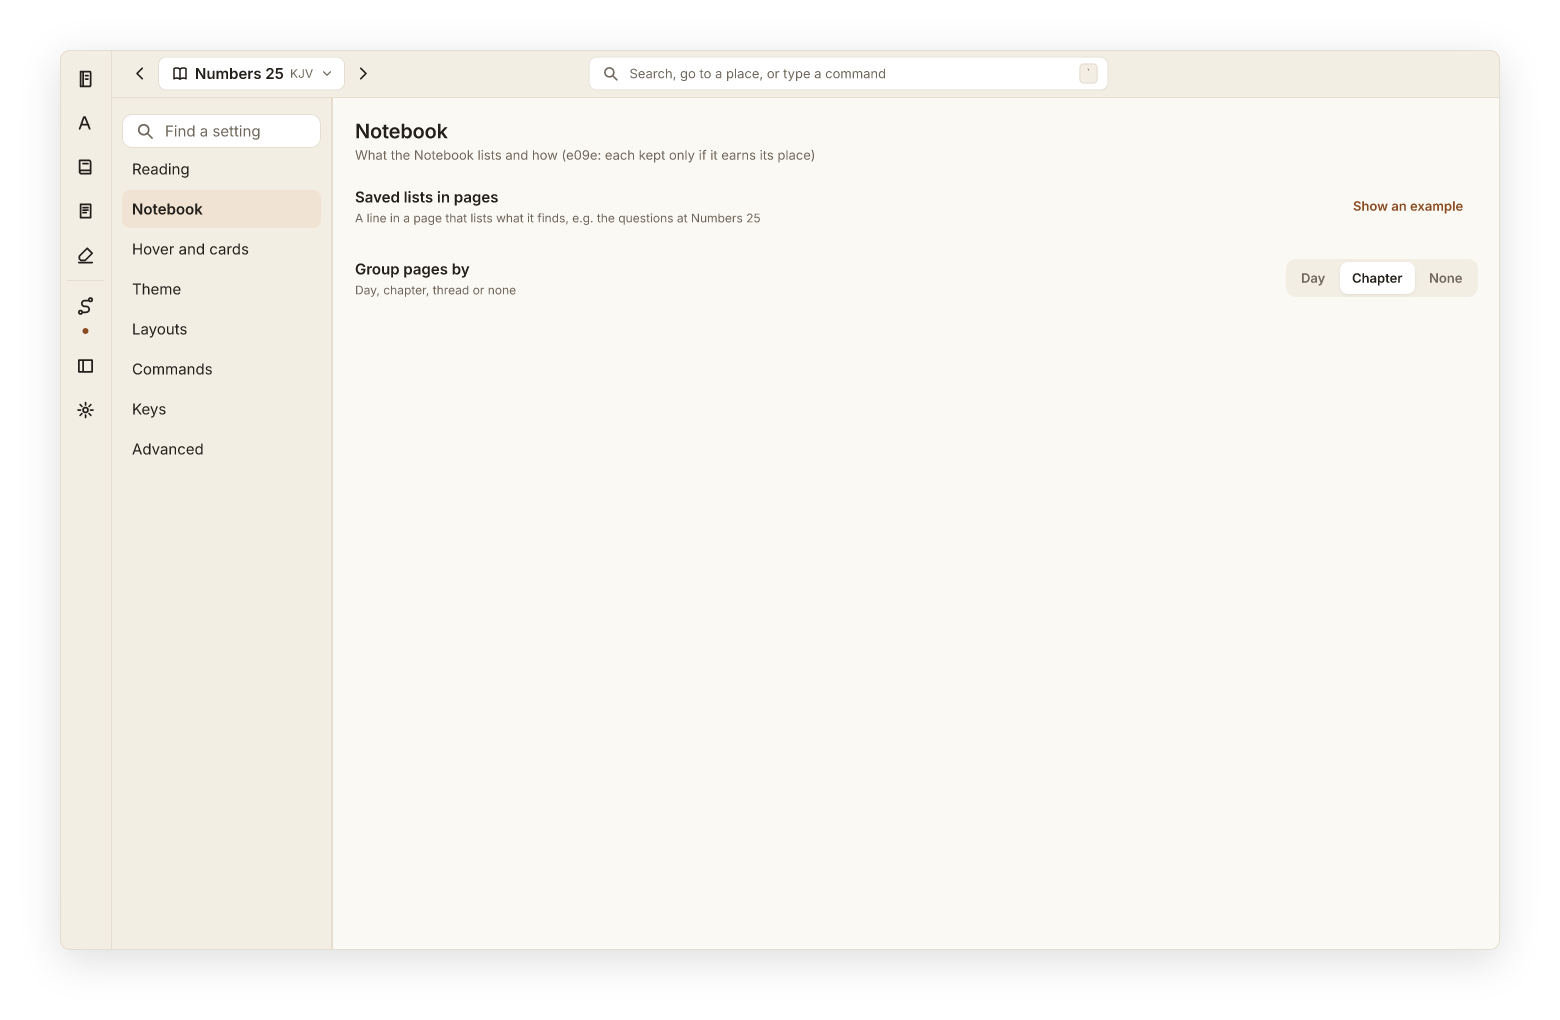 Numbers 25 KJV
Search, go to a place, or type a command
Find a setting
Reading
Notebook
Hover and cards
Theme
Layouts
Commands
Keys
Advanced
Notebook
What the Notebook lists and how (e09e: each kept only if it earns its place)
Saved lists in pages
A line in a page that lists what it finds, e.g. the questions at Numbers 25
Show an example
Group pages by
Day, chapter, thread or none
Day Chapter None